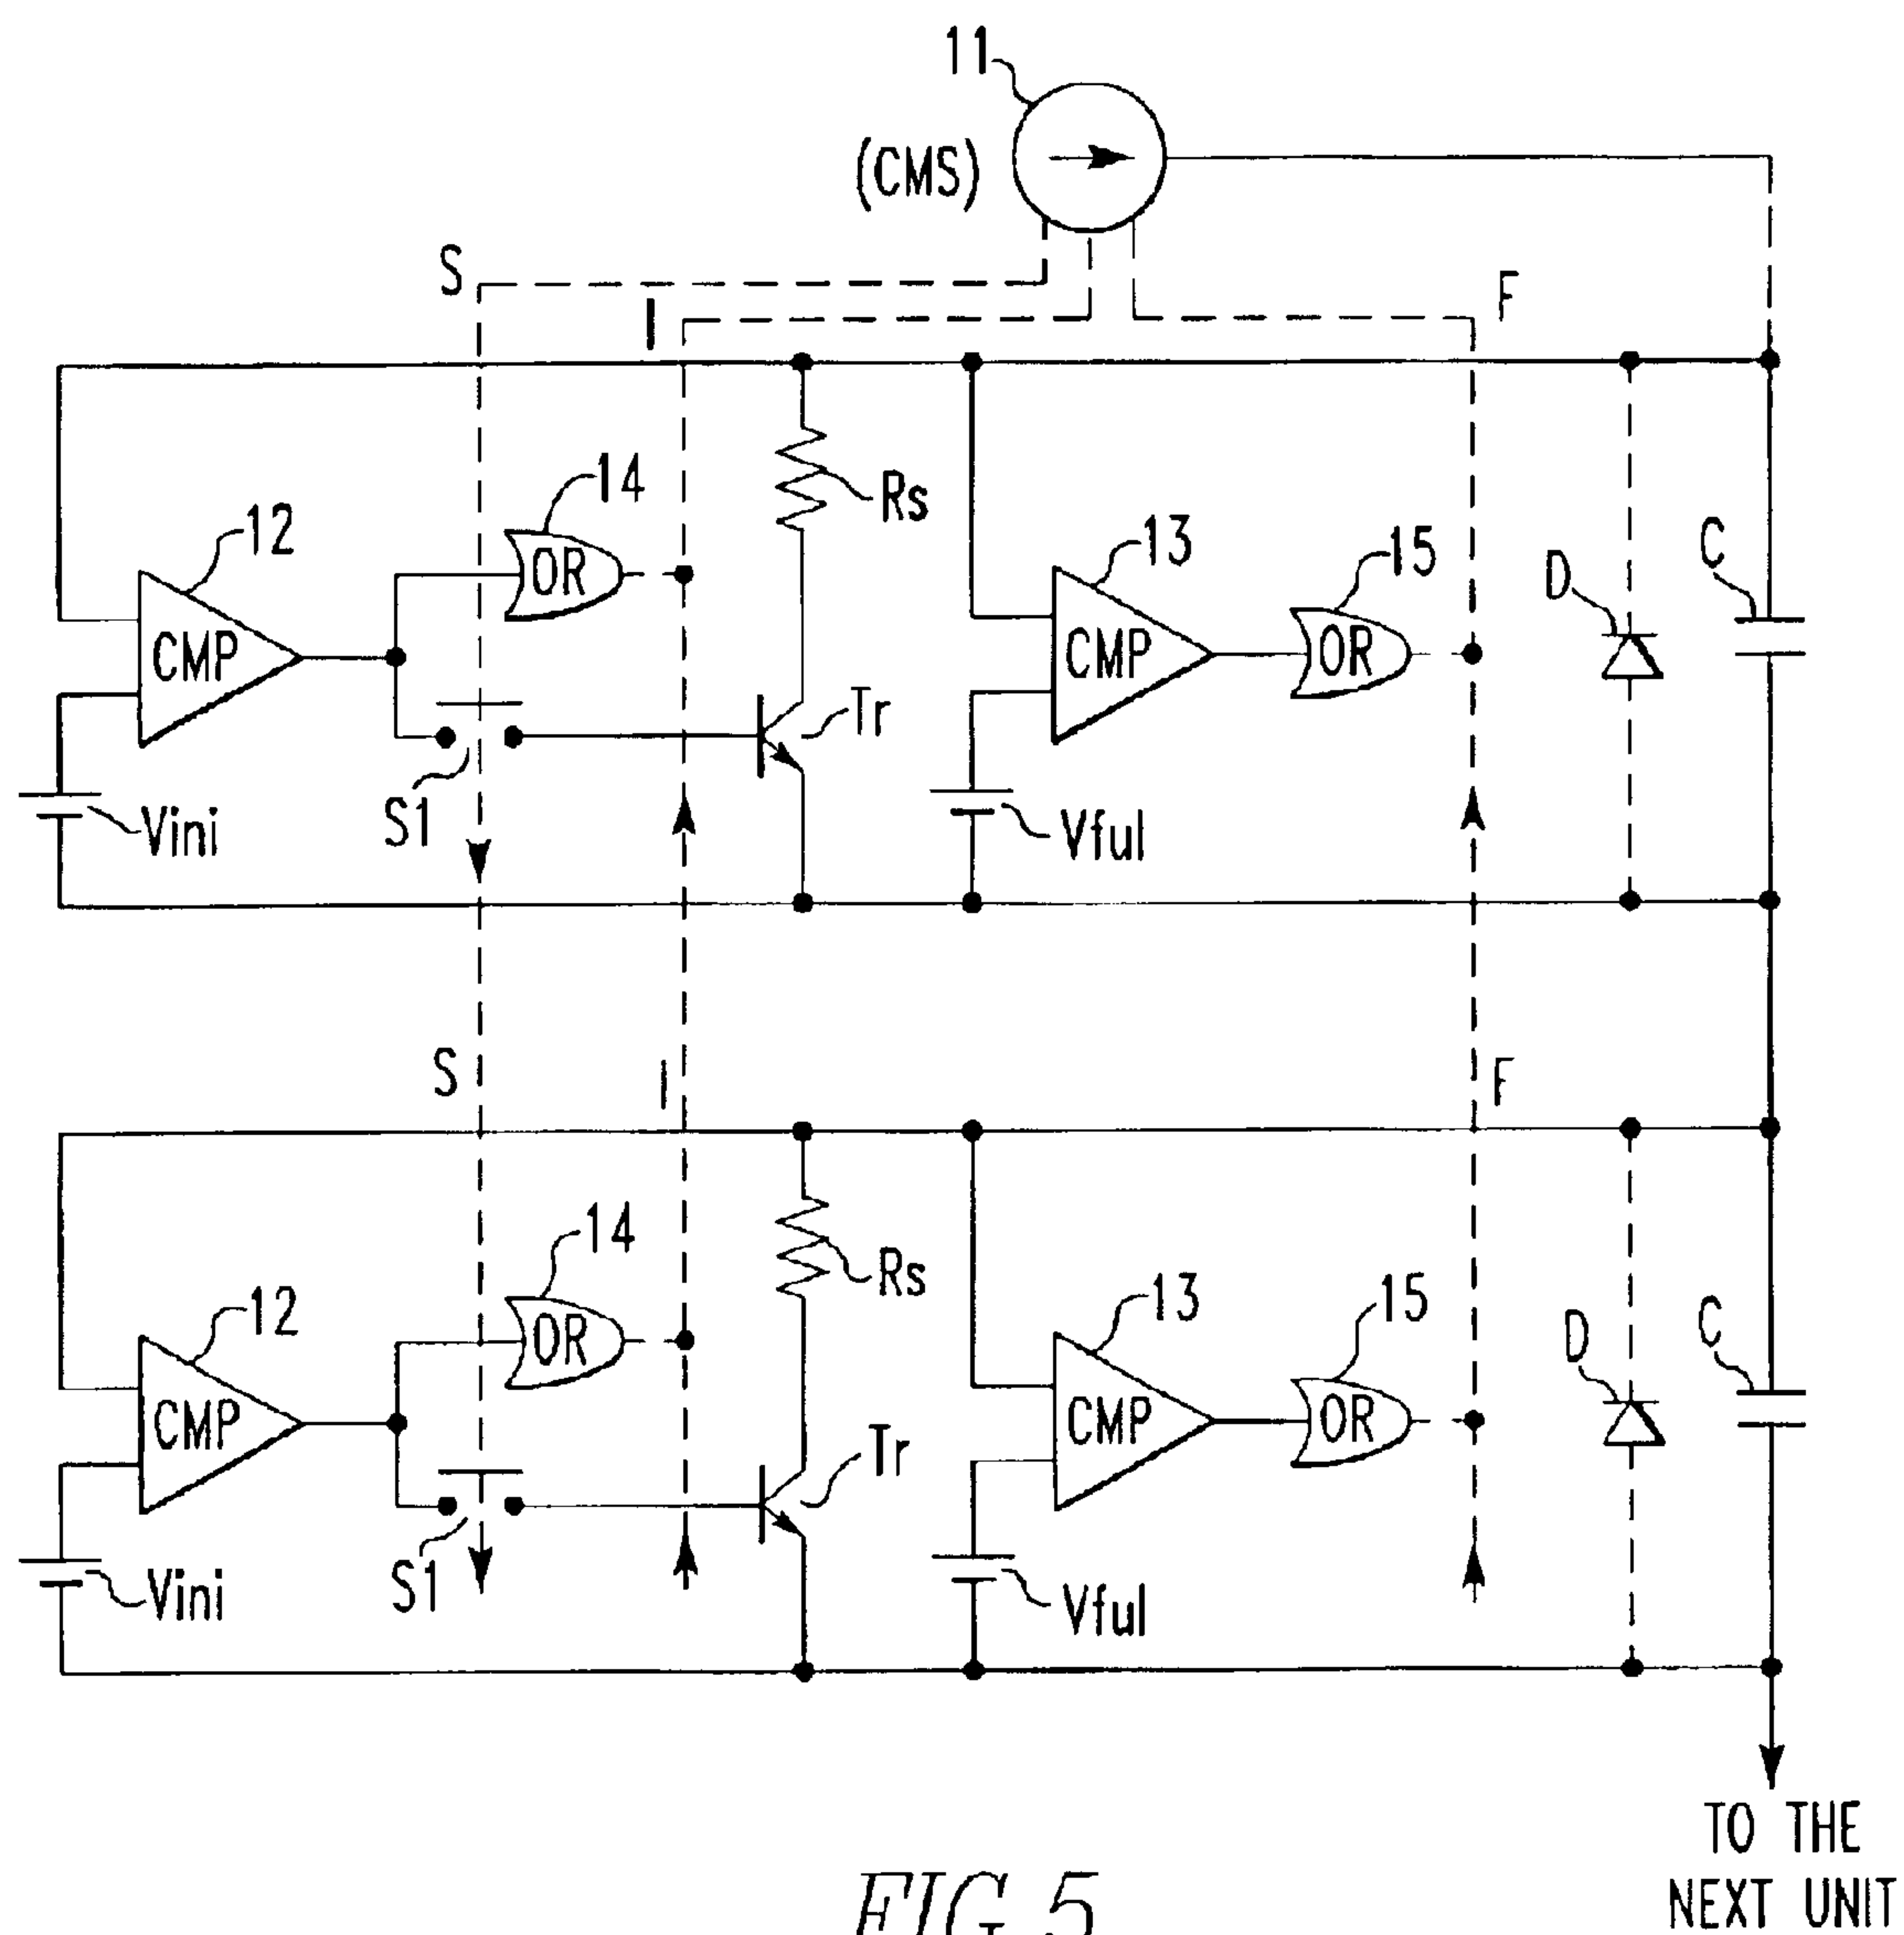 11
(CMS)
S
I
F
14
Rs
12
OR
13
15
D
C
CMP
CMP
OR
Tr
S1
Vini
Vful
S
I
F
14
Rs
12
OR
13
15
D
C
CMP
CMP
OR
Tr
S1
Vini
Vful
TO THE
NEXT UNIT
FIG.5